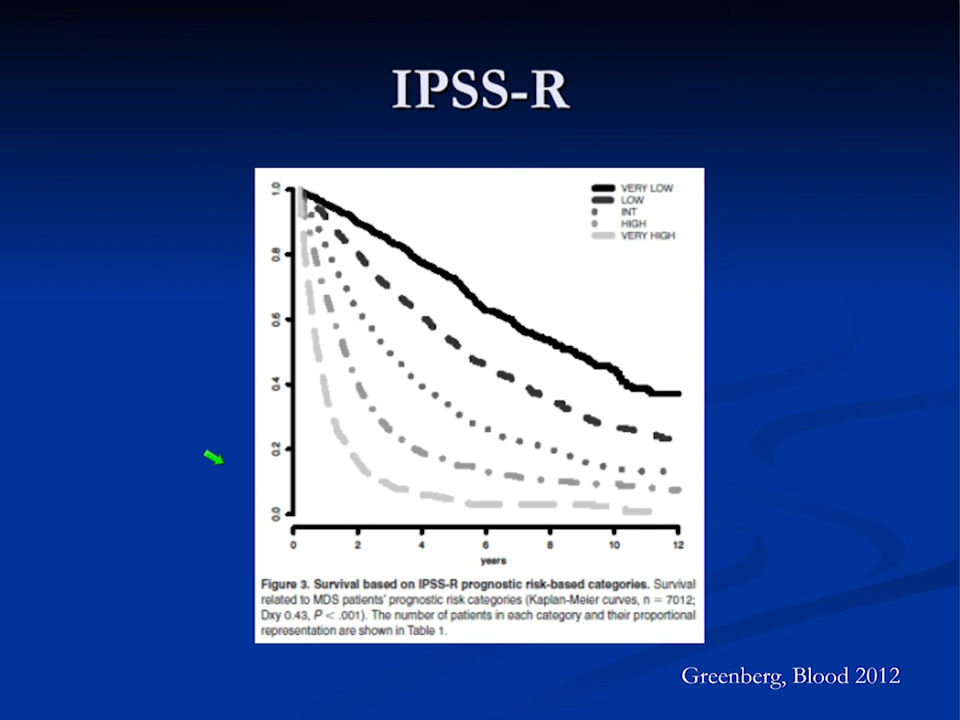 IPSS-R
VERY LOW
LOW
INT
HIGH
VERY HIGH
1.0
0.8
0.6
0.4
0.2
0.0
0 2 4 6 8 10 12
years
Figure 3. Survival based on IPSS-R prognostic risk-based categories. Survival
related to MDS patients' prognostic risk categories (Kaplan-Meier curves, n = 7012;
Dxy 0.43, P < .001). The number of patients in each category and their proportional
representation are shown in Table 1.
Greenberg, Blood 2012